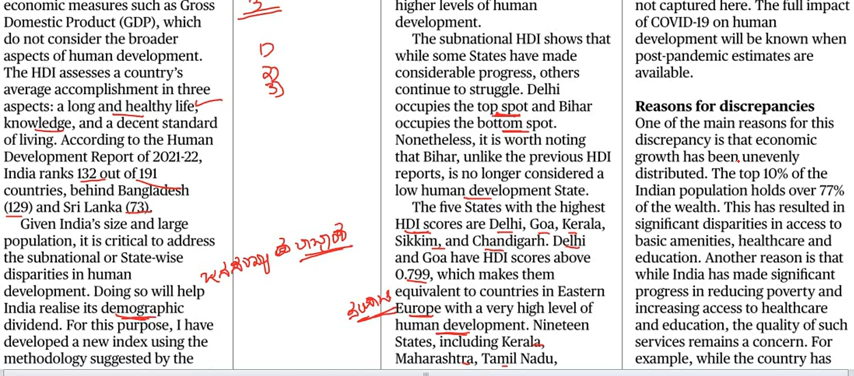 economic measures such as Gross
Domestic Product (GDP), which
do not consider the broader
aspects of human development.
The HDI assesses a country's
average accomplishment in three
aspects: a long and healthy life,
knowledge, and a decent standard
of living. According to the Human
Development Report of 2021-22,
India ranks 132 out of 191
countries, behind Bangladesh
(129) and Sri Lanka (73).
Given India's size and large
population, it is critical to address
the subnational or State-wise
disparities in human
development. Doing so will help
India realise its demographic
dividend. For this purpose, I have
developed a new index using the
methodology suggested by the
higher levels of human
development.
The subnational HDI shows that
while some States have made
considerable progress, others
continue to struggle. Delhi
occupies the top spot and Bihar
occupies the bottom spot.
Nonetheless, it is worth noting
that Bihar, unlike the previous HDI
reports, is no longer considered a
low human development State.
The five States with the highest
HDI scores are Delhi, Goa, Kerala,
Sikkim, and Chandigarh. Delhi
and Goa have HDI scores above
0.799, which makes them
equivalent to countries in Eastern
Europe with a very high level of
human development. Nineteen
States, including Kerala,
Maharashtra, Tamil Nadu,
not captured here. The full impact
of COVID-19 on human
development will be known when
post-pandemic estimates are
available.
Reasons for discrepancies
One of the main reasons for this
discrepancy is that economic
growth has been unevenly
distributed. The top 10% of the
Indian population holds over 77%
of the wealth. This has resulted in
significant disparities in access to
basic amenities, healthcare and
education. Another reason is that
while India has made significant
progress in reducing poverty and
increasing access to healthcare
and education, the quality of such
services remains a concern. For
example, while the country has